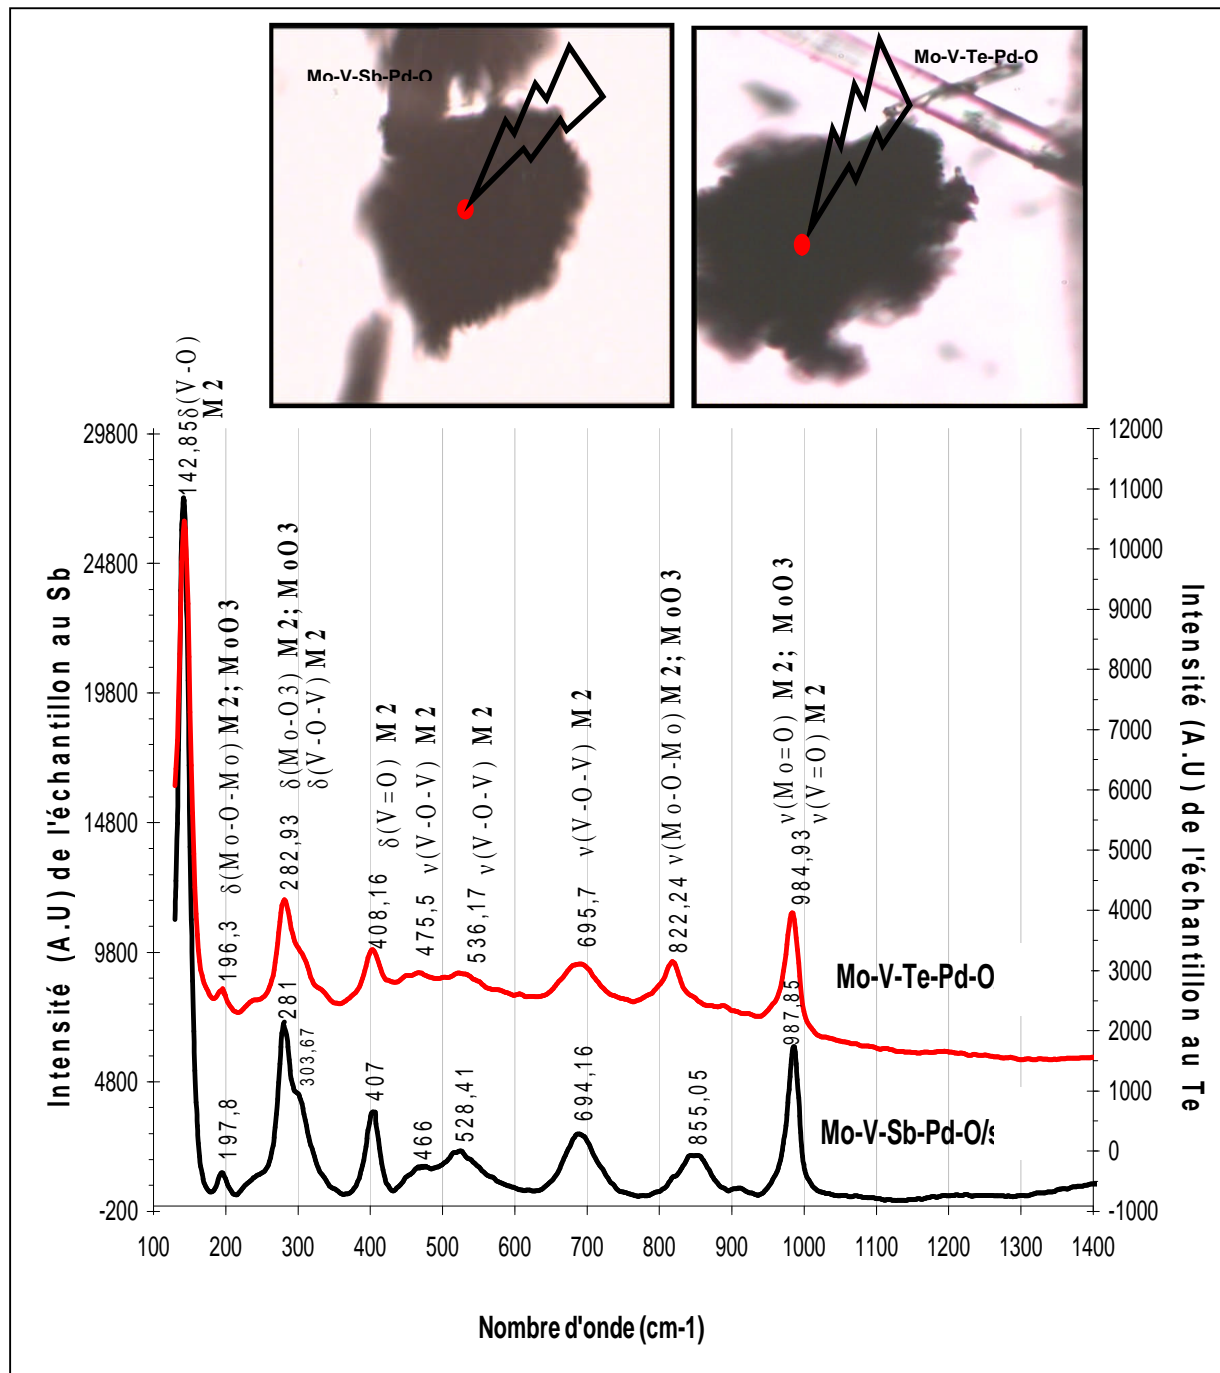 Mo-V-Sb-Pd-O
Mo-V-Te-Pd-O
Intensité (A.U) de l'échantillon au Sb
29800
24800
19800
14800
9800
4800
-200
142,85δ(V-O)
M2
196,3 δ(Mo-O-Mo) M2; MoO3
282,93 δ(Mo-O3) M2; MoO3
δ(V-O-V) M2
408,16 δ(V=O) M2
475,5 ν(V-O-V) M2
536,17 ν(V-O-V) M2
695,7 ν(V-O-V) M2
822,24 ν(Mo-O-Mo) M2; MoO3
984,93 ν(Mo=O) M2; MoO3
ν(V=O) M2
Mo-V-Te-Pd-O
197,8
281
303,67
407
466
528,41
694,16
855,05
987,85
Mo-V-Sb-Pd-O/s
12000
11000
10000
9000
8000
7000
6000
5000
4000
3000
2000
1000
0
-1000
Intensité (A.U) de l'échantillon au Te
100 200 300 400 500 600 700 800 900 1000 1100 1200 1300 1400
Nombre d'onde (cm-1)